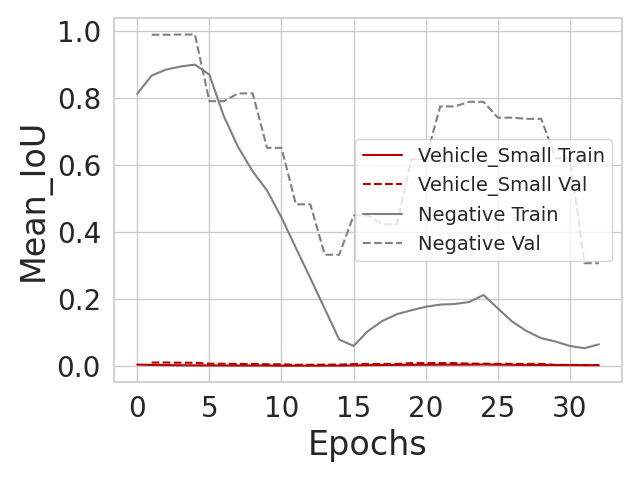 1.0
0.8
0.6
0.4
0.2
0.0
Mean_IoU
Vehicle_Small Train
Vehicle_Small Val
Negative Train
Negative Val
0 5 10 15 20 25 30
Epochs